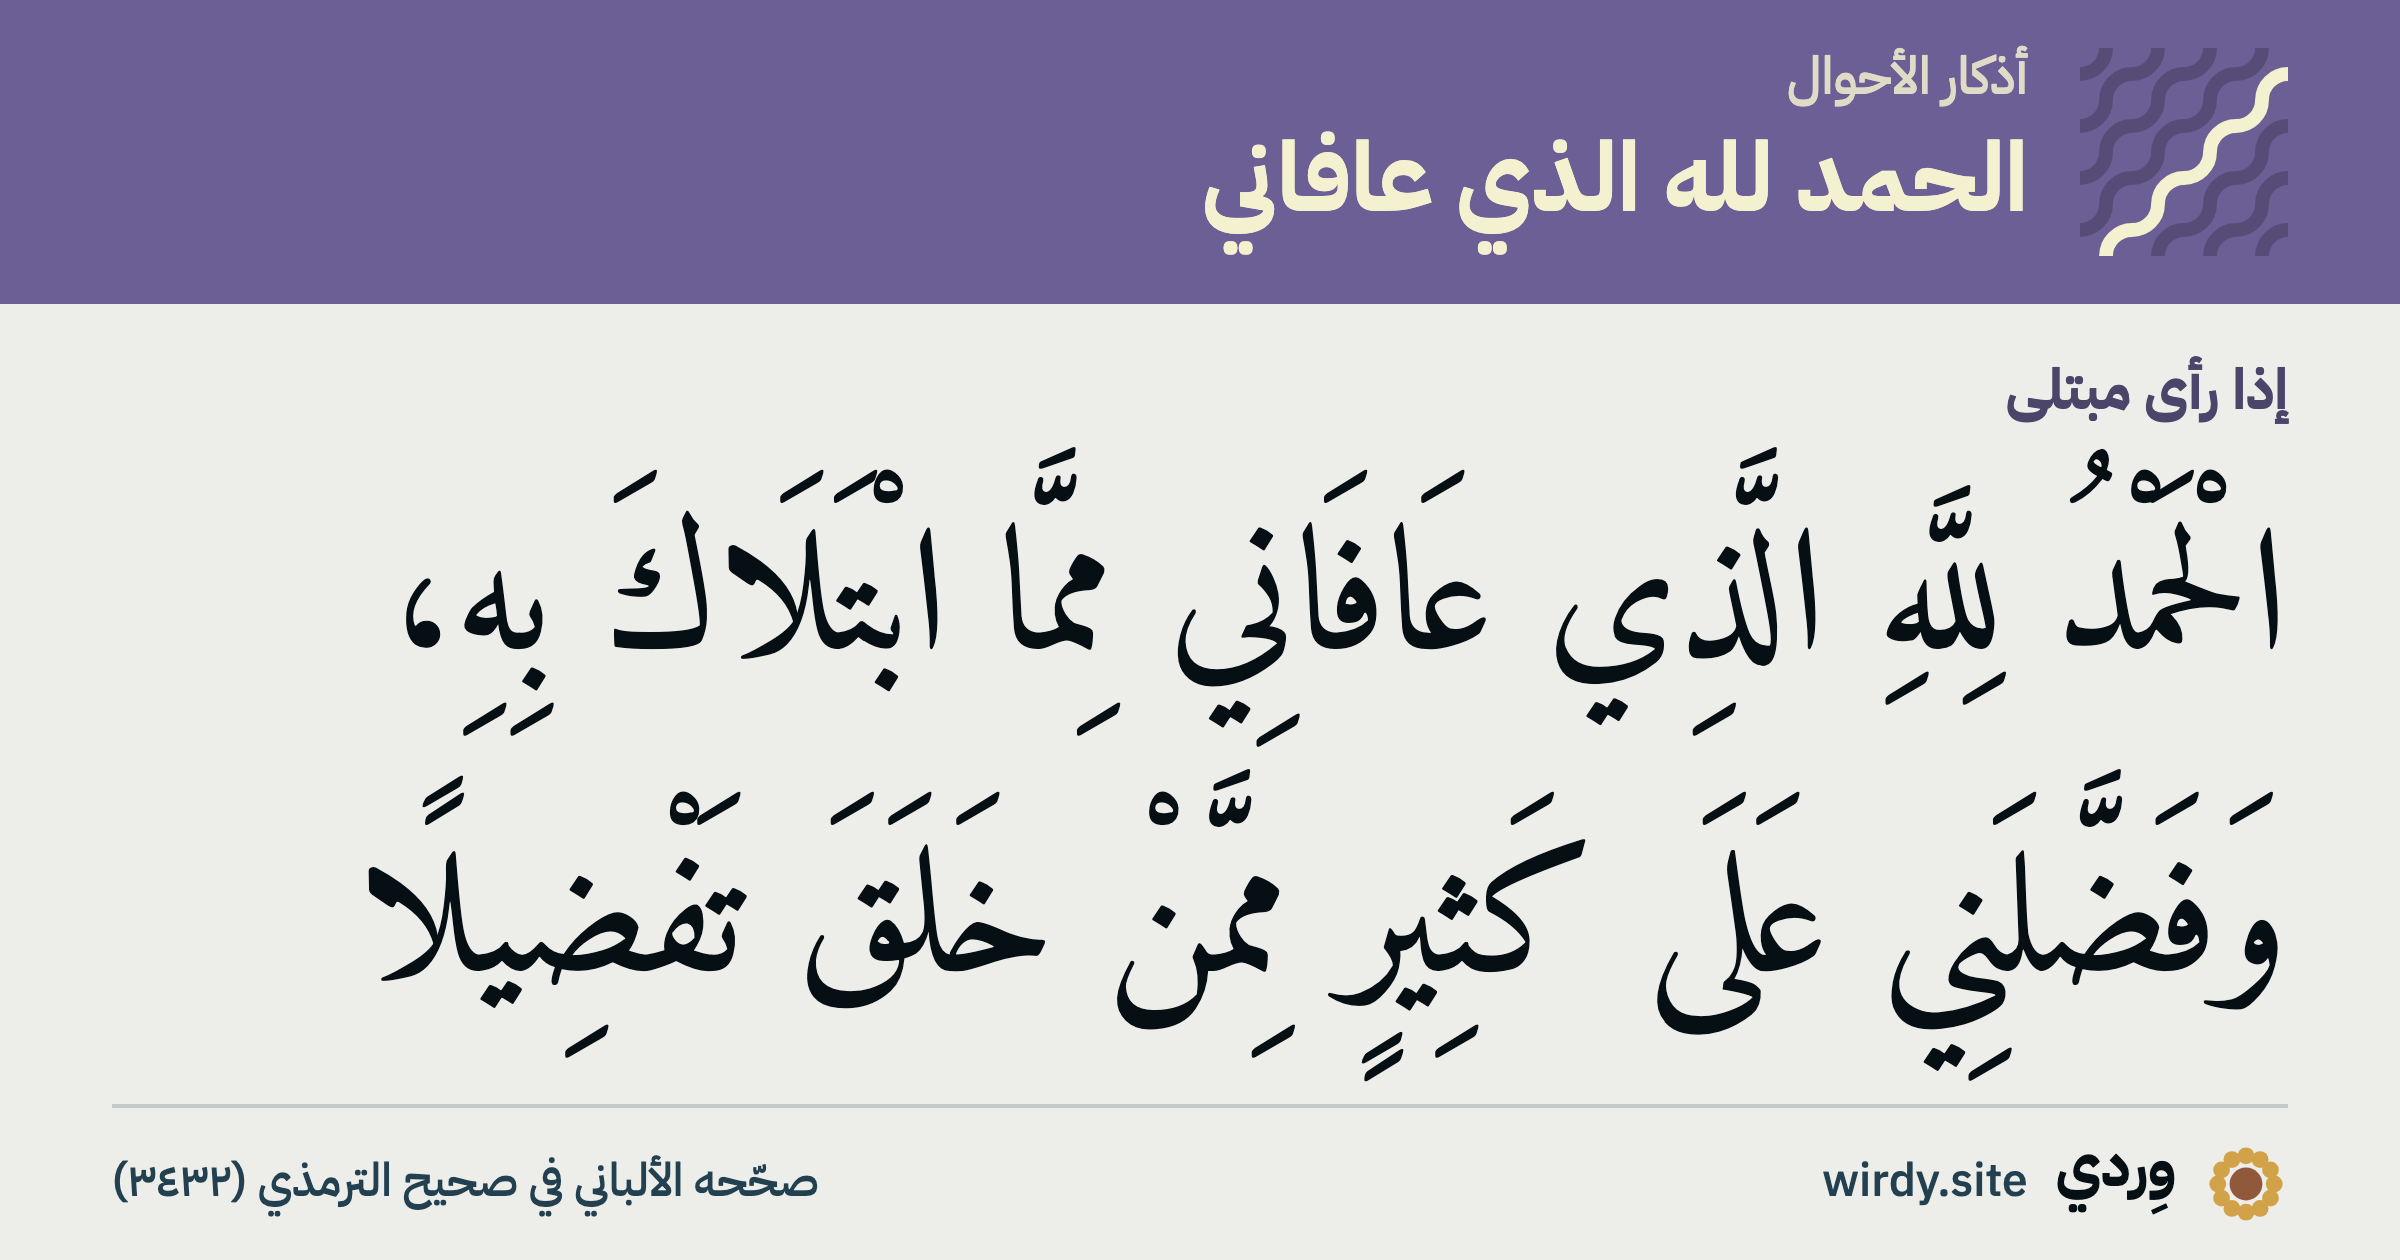 أذكار الأحوال
الحمد لله الذي عافاني
إذا رأى مبتلى
الْحَمْدُ لِلَّهِ الَّذِي عَافَانِي مِمَّا ابْتَلَاكَ بِهِ،
وَفَضَّلَنِي عَلَى كَثِيرٍ مِمَّنْ خَلَقَ تَفْضِيلًا
وِردي wirdy.site
صحّحه الألباني في صحيح الترمذي (٣٤٣٢)